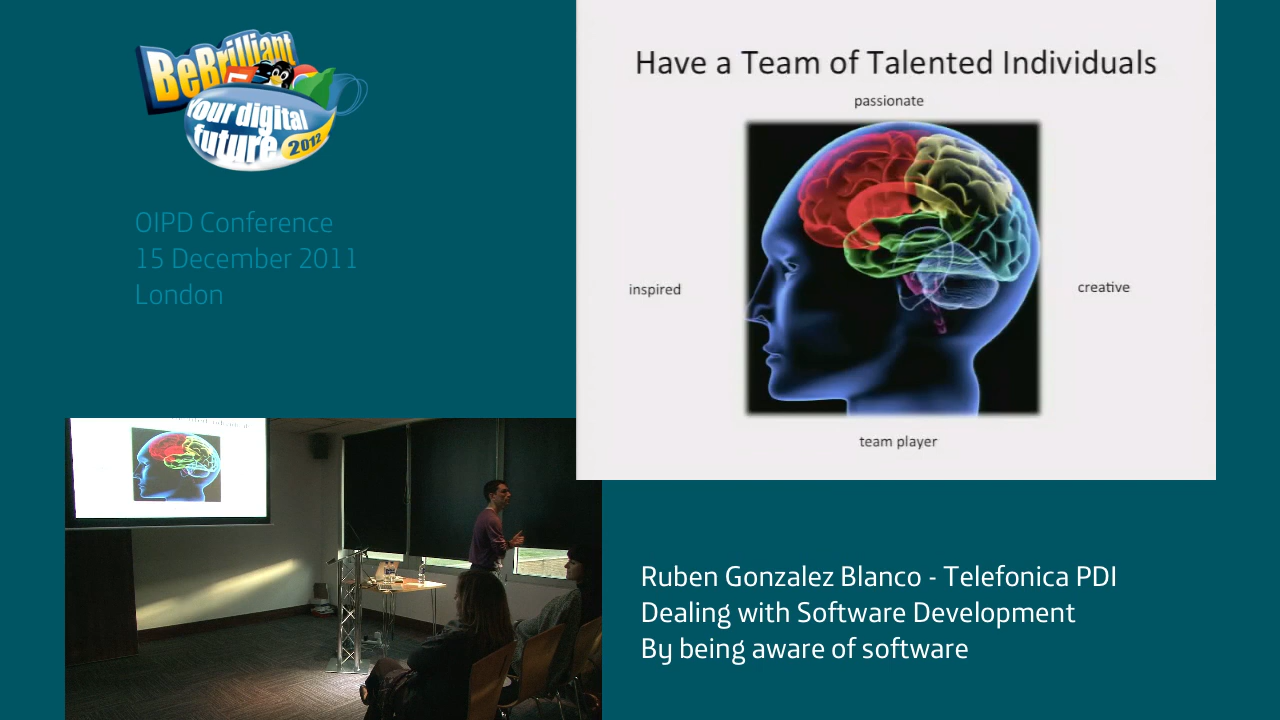 BeBrilliant
Your digital
future 2012
OIPD Conference
15 December 2011
London
Have a Team of Talented Individuals
passionate
inspired
creative
team player
Ruben Gonzalez Blanco - Telefonica PDI
Dealing with Software Development
By being aware of software